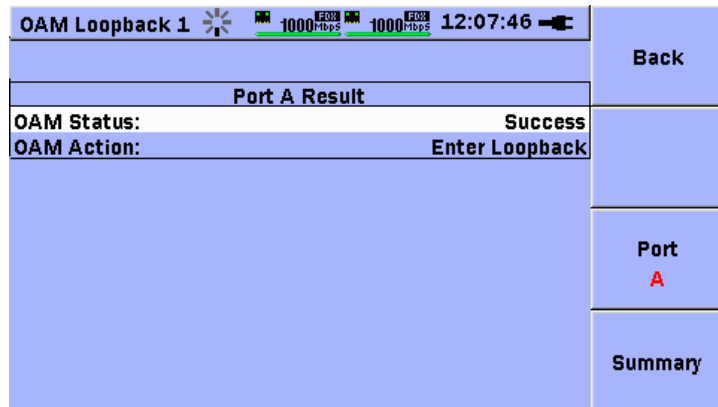 OAM Loopback 1 1000 FDX Mbps 1000 FDX Mbps 12:07:46
Back
Port A Result
OAM Status: Success
OAM Action: Enter Loopback
Port
A
Summary